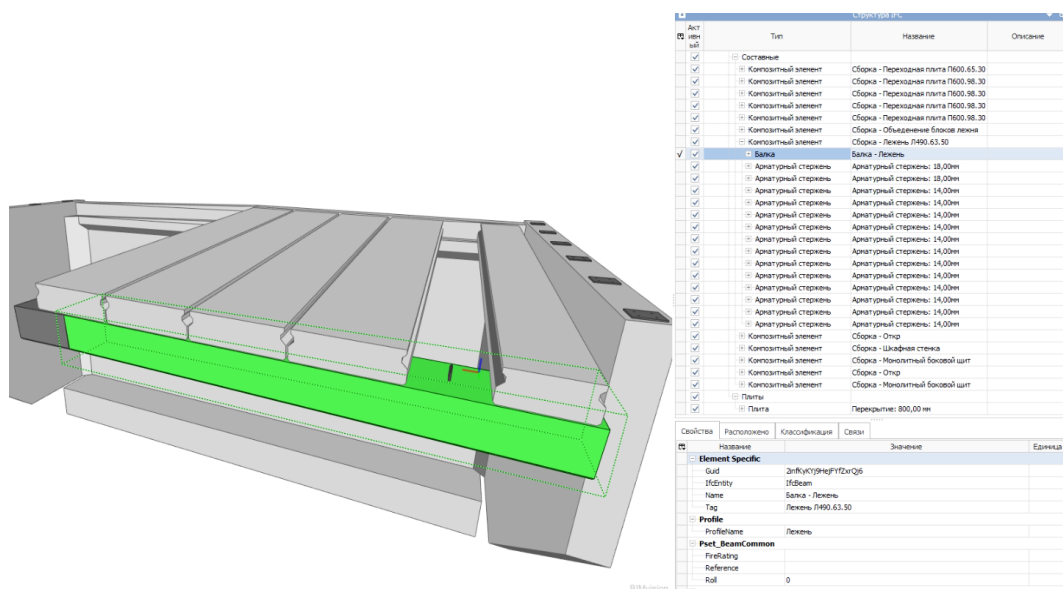 Структура IFC
Активный Тип Название Описание
Составные
Композитный элемент Сборка - Переходная плита П600.65.30
Композитный элемент Сборка - Переходная плита П600.98.30
Композитный элемент Сборка - Переходная плита П600.98.30
Композитный элемент Сборка - Переходная плита П600.98.30
Композитный элемент Сборка - Переходная плита П600.98.30
Композитный элемент Сборка - Объеденение блоков лежня
Композитный элемент Сборка - Лежень Л490.63.50
Балка Балка - Лежень
Арматурный стержень Арматурный стержень: 18,00мм
Арматурный стержень Арматурный стержень: 18,00мм
Арматурный стержень Арматурный стержень: 14,00мм
Арматурный стержень Арматурный стержень: 14,00мм
Арматурный стержень Арматурный стержень: 14,00мм
Арматурный стержень Арматурный стержень: 14,00мм
Арматурный стержень Арматурный стержень: 14,00мм
Арматурный стержень Арматурный стержень: 14,00мм
Арматурный стержень Арматурный стержень: 14,00мм
Арматурный стержень Арматурный стержень: 14,00мм
Арматурный стержень Арматурный стержень: 14,00мм
Арматурный стержень Арматурный стержень: 14,00мм
Арматурный стержень Арматурный стержень: 14,00мм
Арматурный стержень Арматурный стержень: 14,00мм
Композитный элемент Сборка - Откр
Композитный элемент Сборка - Шкафная стенка
Композитный элемент Сборка - Монолитный боковой щит
Композитный элемент Сборка - Откр
Композитный элемент Сборка - Монолитный боковой щит
Плиты
Плита Перекрытие: 800,00 мм
Свойства Расположено Классификация Связи
Название Значение Единица
Element Specific
Guid 2infKyKYj9HejFYfZxrQj6
IfcEntity IfcBeam
Name Балка - Лежень
Tag Лежень Л490.63.50
Profile
ProfileName Лежень
Pset_BeamCommon
FireRating
Reference
Roll 0